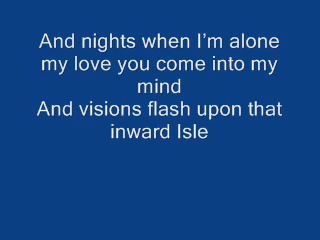 And nights when I’m alone
my love you come into my
mind
And visions flash upon that
inward Isle